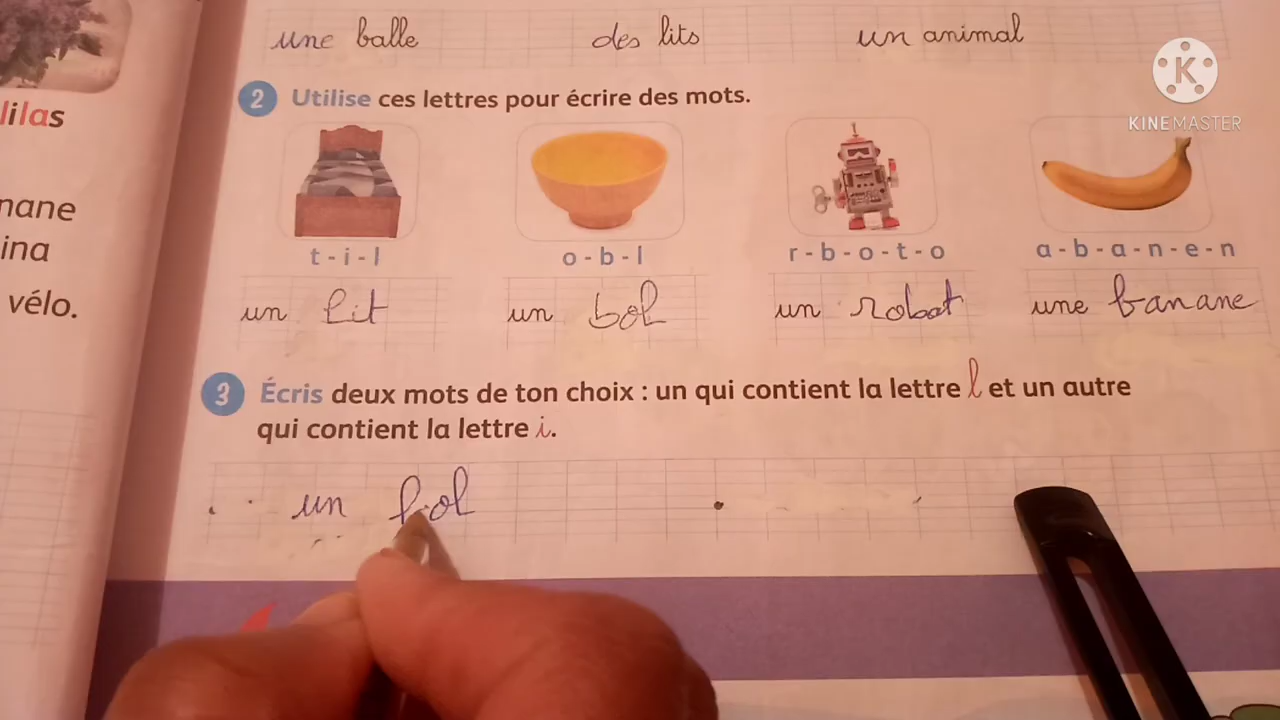 une balle des lits un animal
2 Utilise ces lettres pour écrire des mots.
KINEMASTER
lilas
t - i - l o - b - l r - b - o - t - o a - b - a - n - e - n
un lit un bol un robot une banane
nane
ina
vélo.
3 Écris deux mots de ton choix : un qui contient la lettre l et un autre
qui contient la lettre i.
un bol